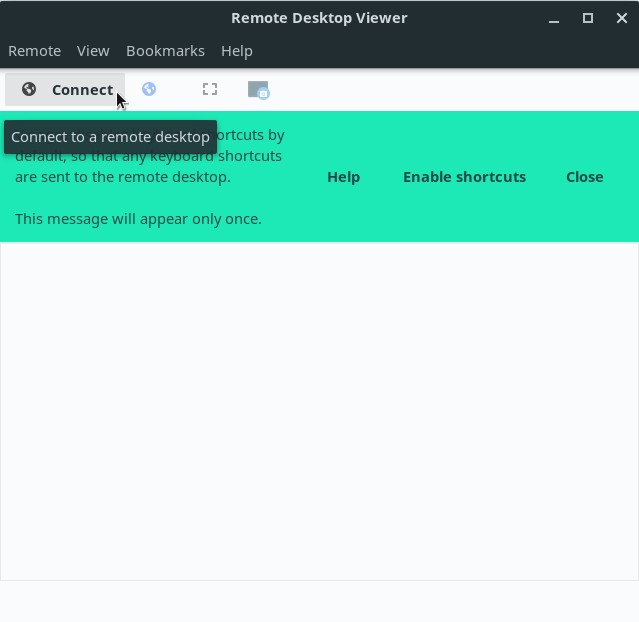 Remote Desktop Viewer
Remote View Bookmarks Help
Connect
Connect to a remote desktop
ortcuts by
default, so that any keyboard shortcuts
are sent to the remote desktop.
Help Enable shortcuts Close
This message will appear only once.